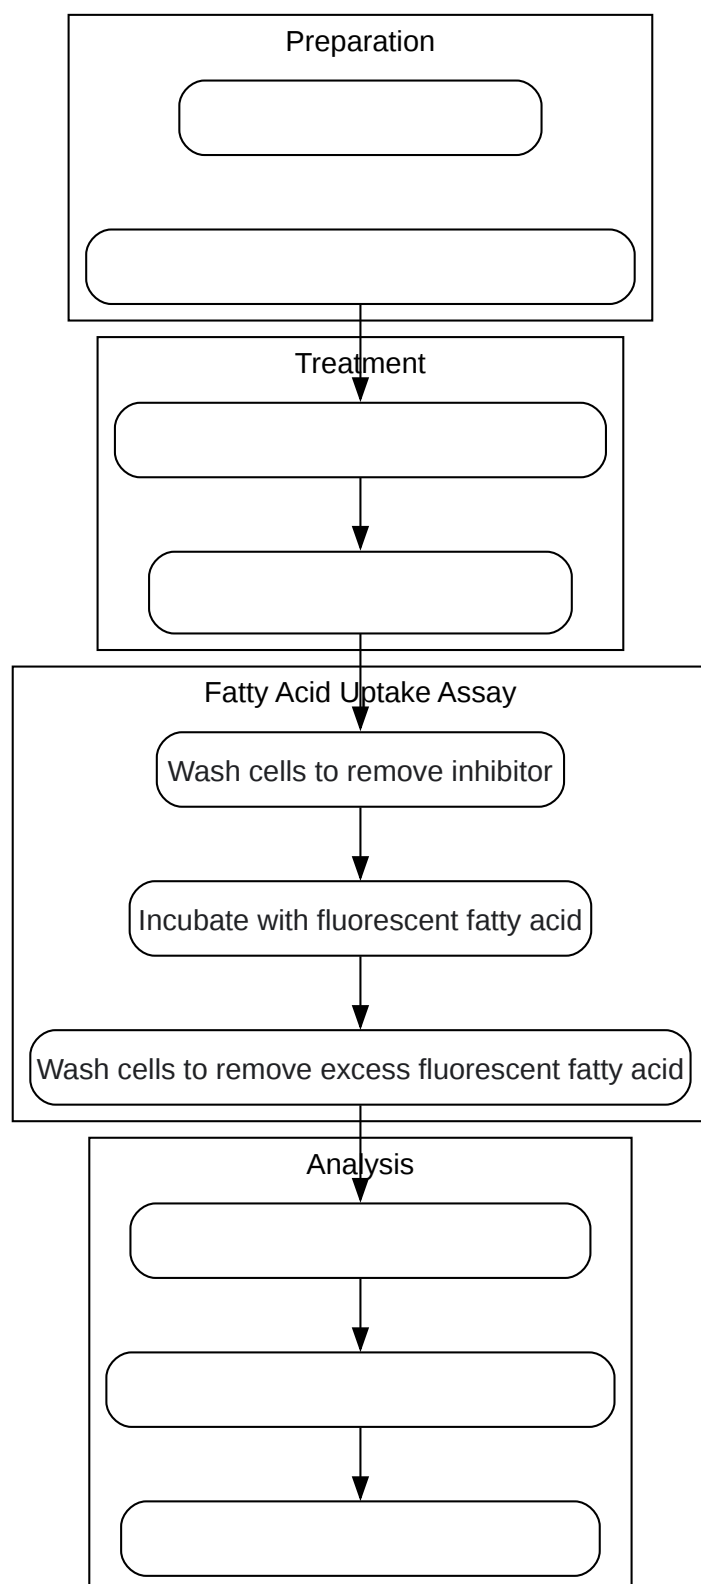 Preparation
Treatment
Fatty Acid Uptake Assay
Wash cells to remove inhibitor
Incubate with fluorescent fatty acid
Wash cells to remove excess fluorescent fatty acid
Analysis